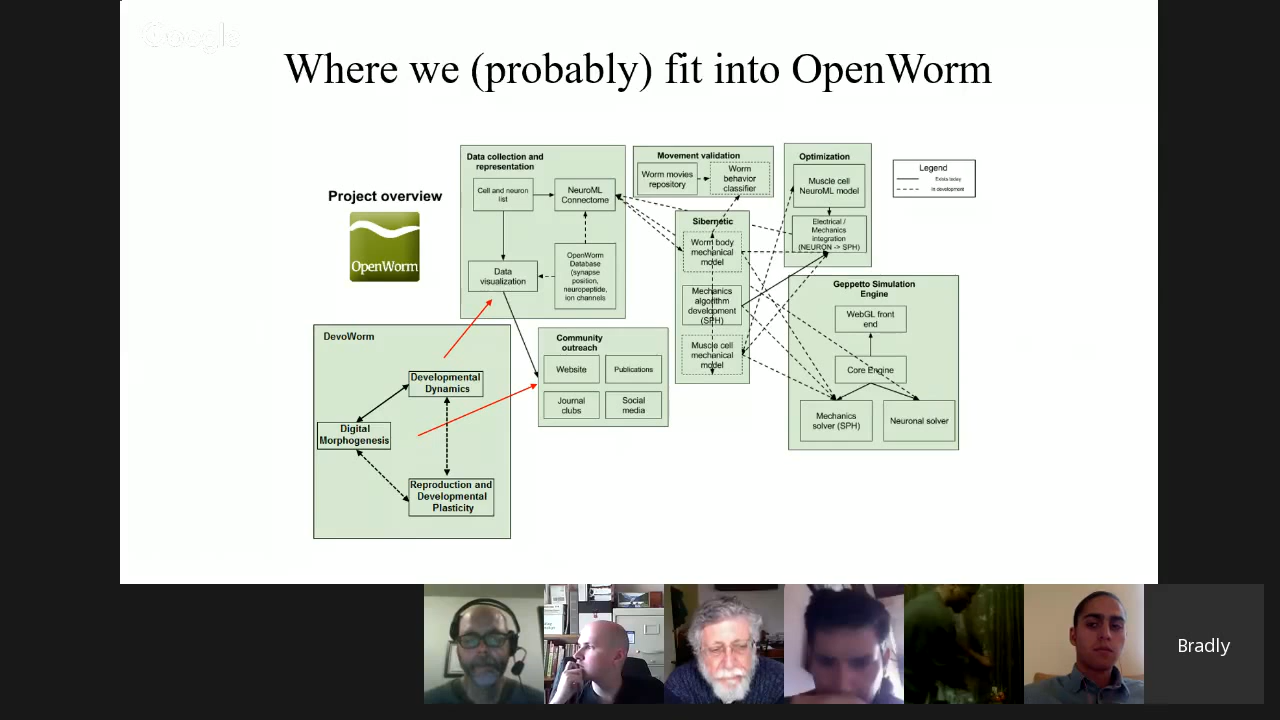 Google
Where we (probably) fit into OpenWorm
Project overview
OpenWorm
Data collection and
representation
Cell and neuron
list
NeuroML
Connectome
Data
visualization
OpenWorm
Database
(synapse
position,
neuropeptide,
ion channels
Movement validation
Worm movies
repository
Worm
behavior
classifier
Sibernetic
Worm body
mechanical
model
Mechanics
algorithm
development
(SPH)
Muscle cell
mechanical
model
Optimization
Muscle cell
NeuroML model
Electrical /
Mechanics
integration
(NEURON -> SPH)
Legend
Exists today
In development
Geppetto Simulation
Engine
WebGL front
end
Core Engine
Mechanics
solver (SPH)
Neuronal solver
Community
outreach
Website
Publications
Journal
clubs
Social
media
DevoWorm
Developmental
Dynamics
Digital
Morphogenesis
Reproduction and
Developmental
Plasticity
Bradly